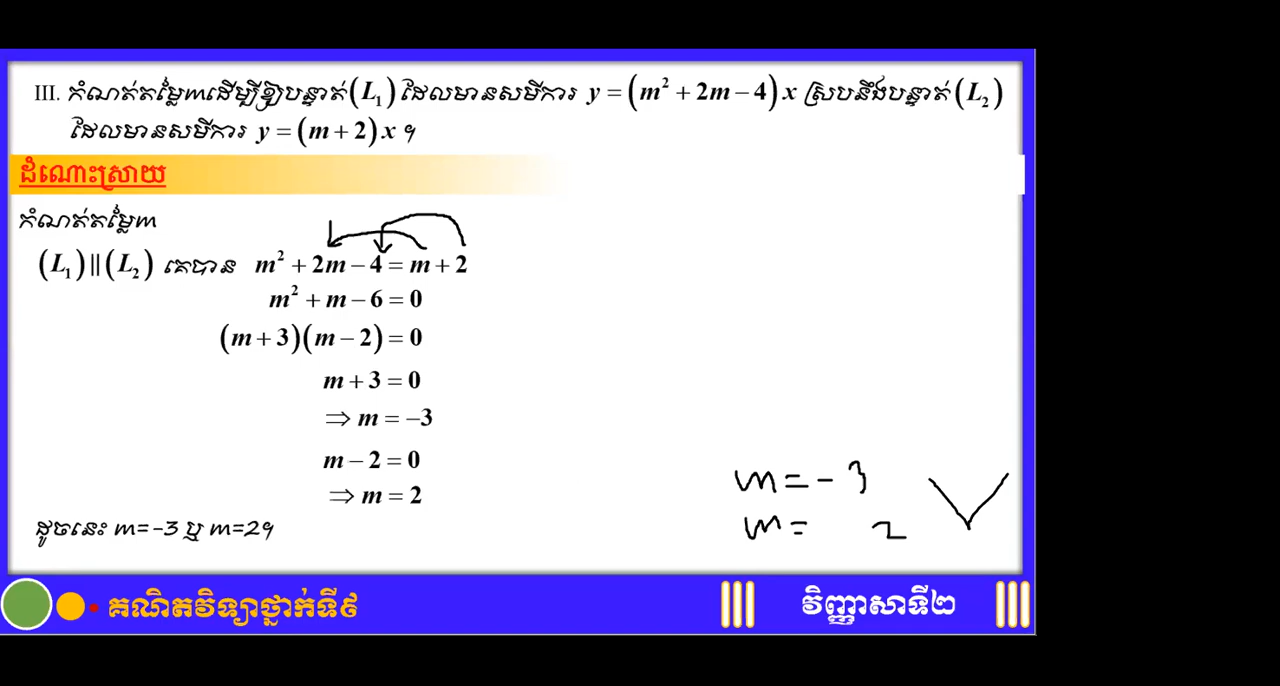 III. កំណត់តម្លៃmដើម្បីឱ្យបន្ទាត់(L₁) ដែលមានសមីការ y = (m² + 2m − 4)x ស្របនឹងបន្ទាត់(L₂)
ដែលមានសមីការ y = (m + 2)x ។
ដំណោះស្រាយ
កំណត់តម្លៃm
(L₁) || (L₂) គេបាន m² + 2m − 4 = m + 2
m² + m − 6 = 0
(m + 3)(m − 2) = 0
m + 3 = 0
⇒ m = −3
m − 2 = 0
⇒ m = 2
m = - 3
m = 2
ដូចនេះ m=-3 ឬ m=2។
គណិតវិទ្យាថ្នាក់ទី៩
វិញ្ញាសាទី២